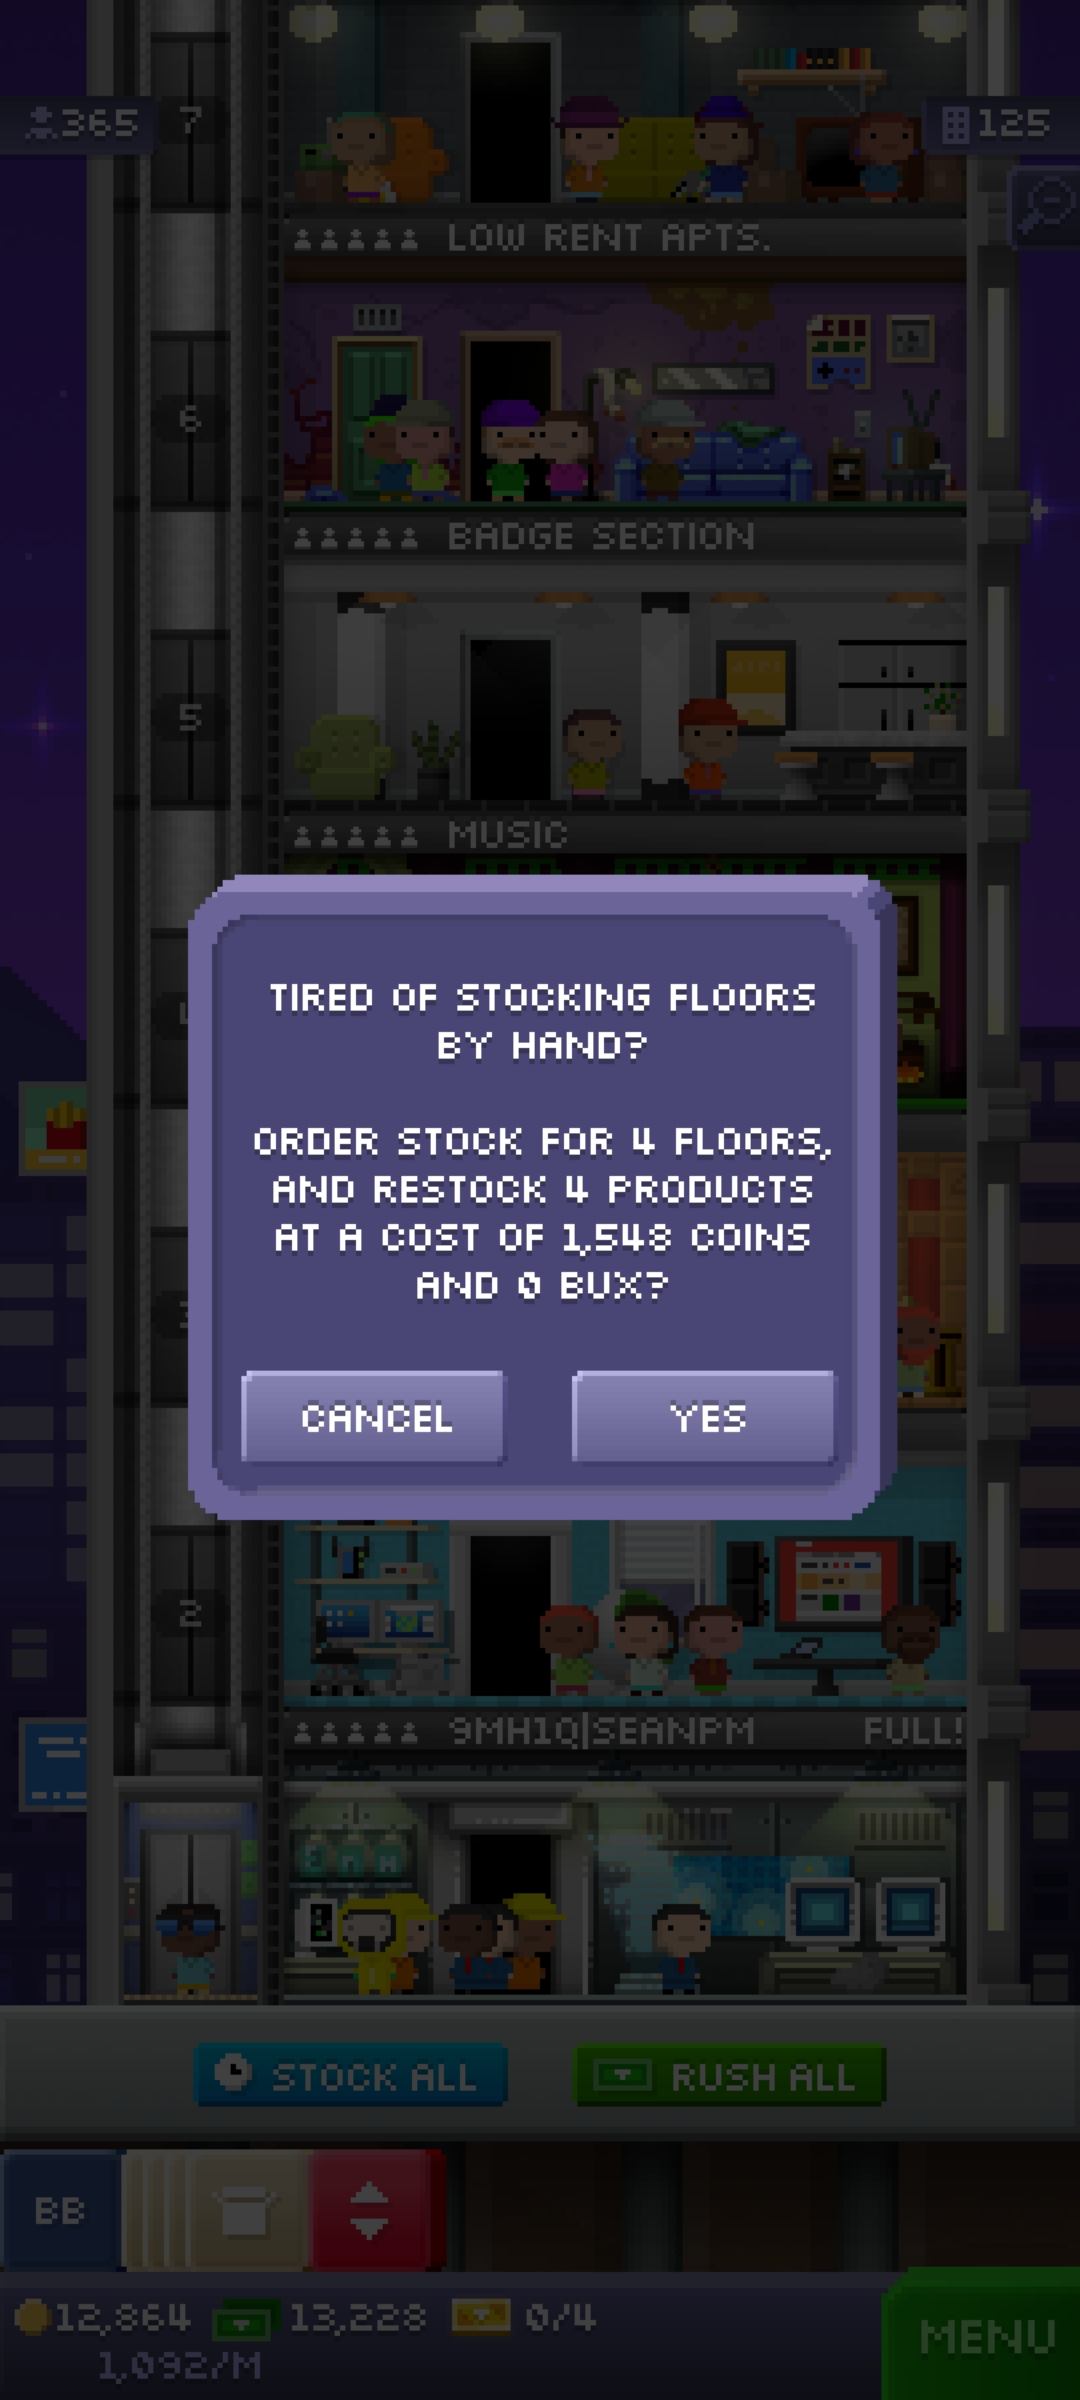 365
7
125
LOW RENT APTS.
6
BADGE SECTION
5
MUSIC
TIRED OF STOCKING FLOORS
BY HAND?
ORDER STOCK FOR 4 FLOORS,
AND RESTOCK 4 PRODUCTS
AT A COST OF 1,548 COINS
AND 0 BUX?
CANCEL
YES
2
9MH1Q|SEANPM
FULL!
STOCK ALL
RUSH ALL
BB
12,864
13,228
0/4
MENU
1,092/M